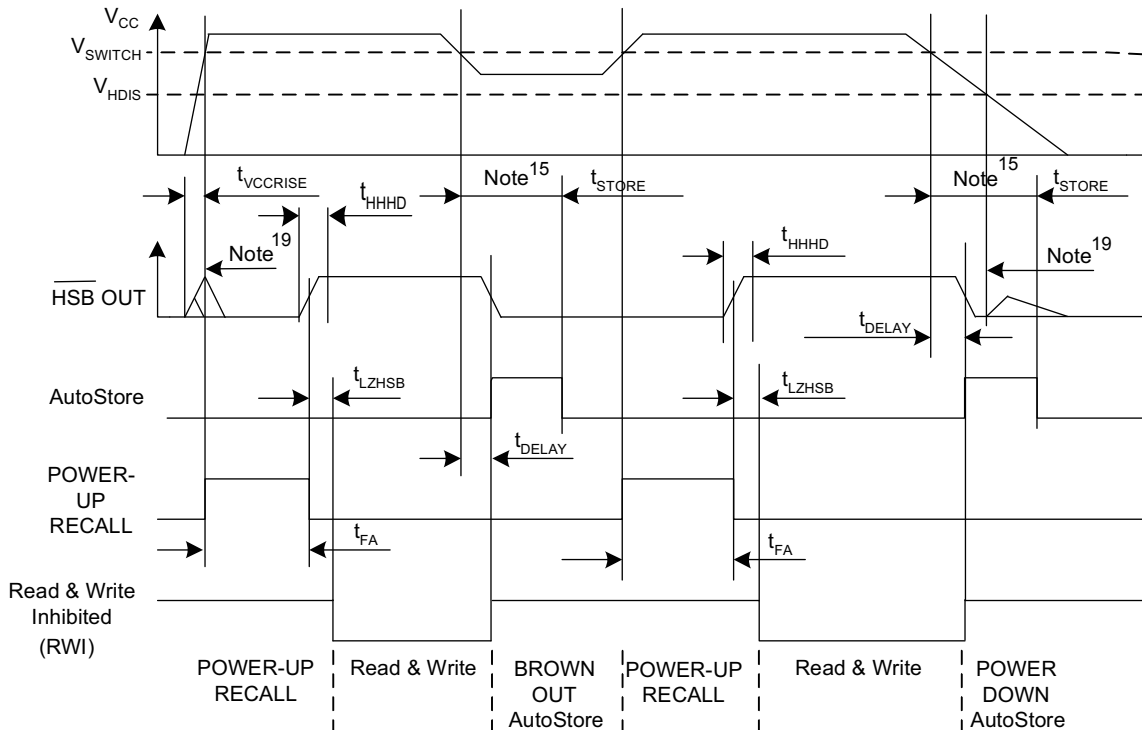 VCC
VSWITCH
VHDIS
tVCCRISE
Note15
tSTORE
Note15
tSTORE
tHHHD
Note19
tHHHD
Note19
HSB OUT
tDELAY
tLZHSB
tLZHSB
AutoStore
tDELAY
POWER-
UP
RECALL
tFA
tFA
Read & Write
Inhibited
(RWI)
POWER-UP
RECALL
Read & Write
BROWN
OUT
AutoStore
POWER-UP
RECALL
Read & Write
POWER
DOWN
AutoStore